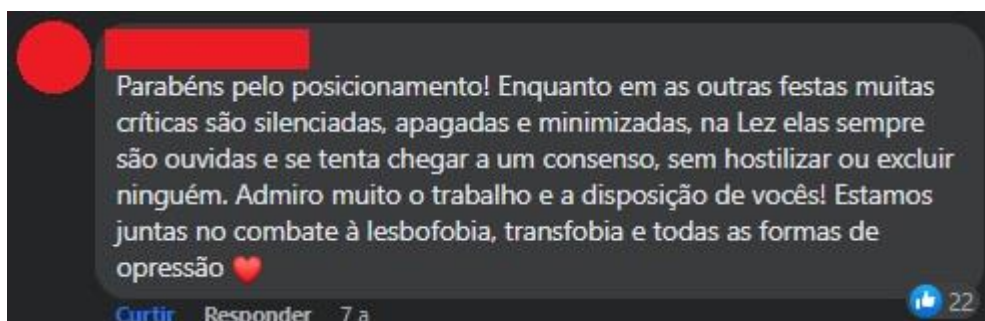 Parabéns pelo posicionamento! Enquanto em as outras festas muitas
críticas são silenciadas, apagadas e minimizadas, na Lez elas sempre
são ouvidas e se tenta chegar a um consenso, sem hostilizar ou excluir
ninguém. Admiro muito o trabalho e a disposição de vocês! Estamos
juntas no combate à lesbofobia, transfobia e todas as formas de
opressão ❤️
22
Curtir Responder 7 a